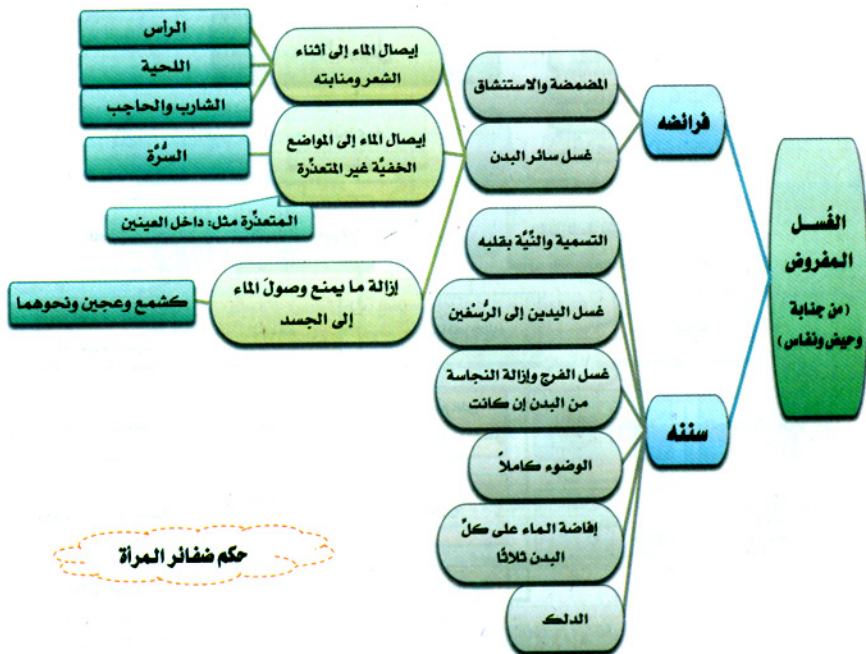 الغُسل
المفروض
(من جنابة
وحيض ونفاس)
فرائضه
المضمضة والاستنشاق
غسل سائر البدن
إيصال الماء إلى أثناء
الشعر ومنابته
الرأس
اللحية
الشارب والحاجب
إيصال الماء إلى المواضع
الخفيَّة غير المتعذِّرة
السُّرَّة
المتعذِّرة مثل: داخل العينين
إزالة ما يمنع وصولَ الماء
إلى الجسد
كشمع وعجين ونحوهما
سننه
التسمية والنِّيَّة بقلبه
غسل اليدين إلى الرُّسْغين
غسل الفرج وإزالة النجاسة
من البدن إن كانت
الوضوء كاملاً
إفاضة الماء على كلِّ
البدن ثلاثًا
الدلك
حكم ضفائر المرأة